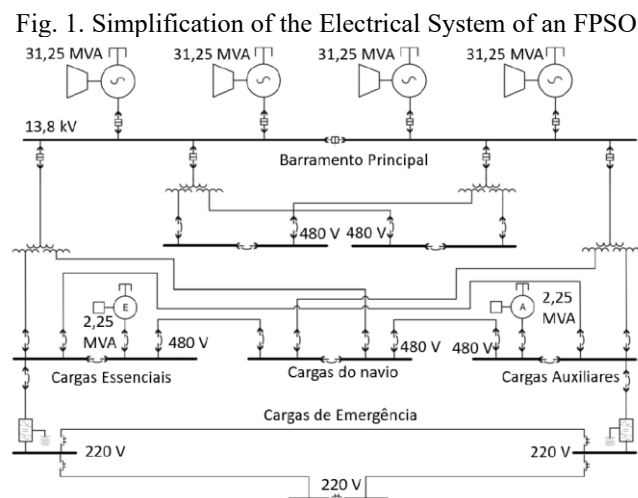 Fig. 1. Simplification of the Electrical System of an FPSO
31,25 MVA 31,25 MVA 31,25 MVA 31,25 MVA
13,8 kV
Barramento Principal
480 V 480 V
E A
2,25
MVA
2,25
MVA
480 V 480 V 480 V
Cargas Essenciais Cargas do navio Cargas Auxiliares
Cargas de Emergência
220 V 220 V
220 V